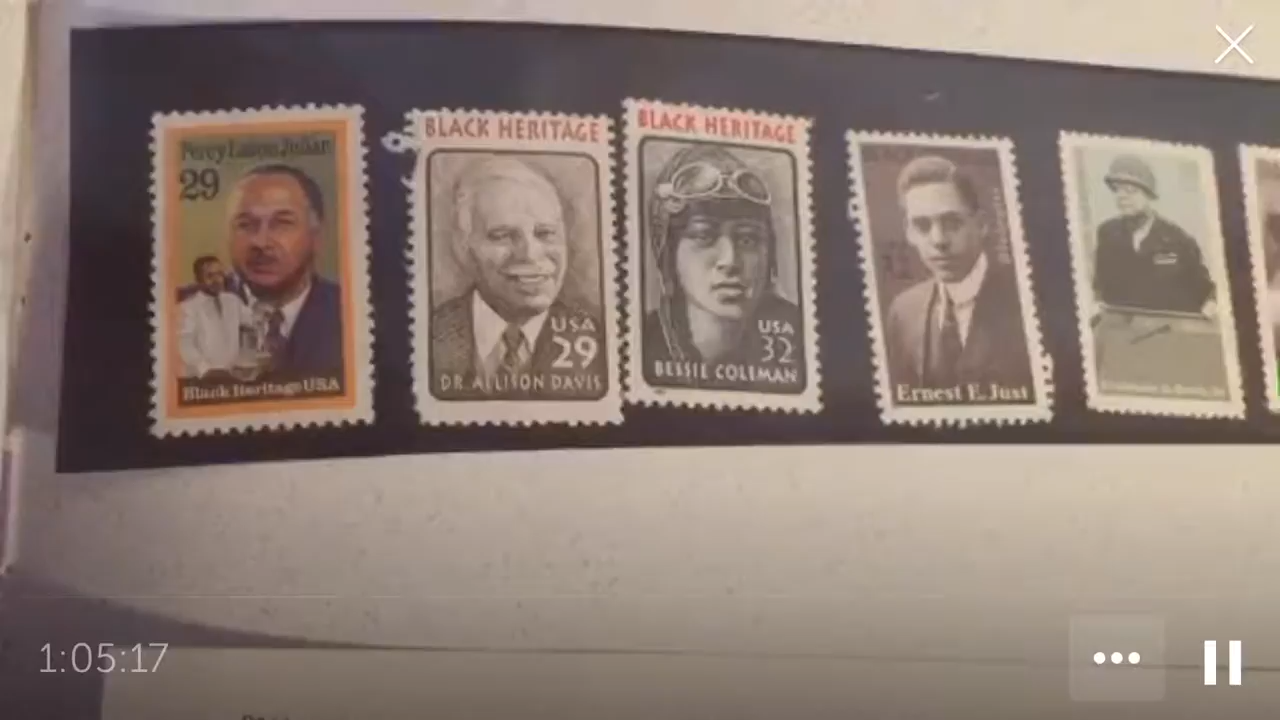 Percy Lavon Julian
29
Black Heritage USA
BLACK HERITAGE
USA
29
DR. ALLISON DAVIS
BLACK HERITAGE
USA
32
BESSIE COLEMAN
Ernest E. Just
1:05:17